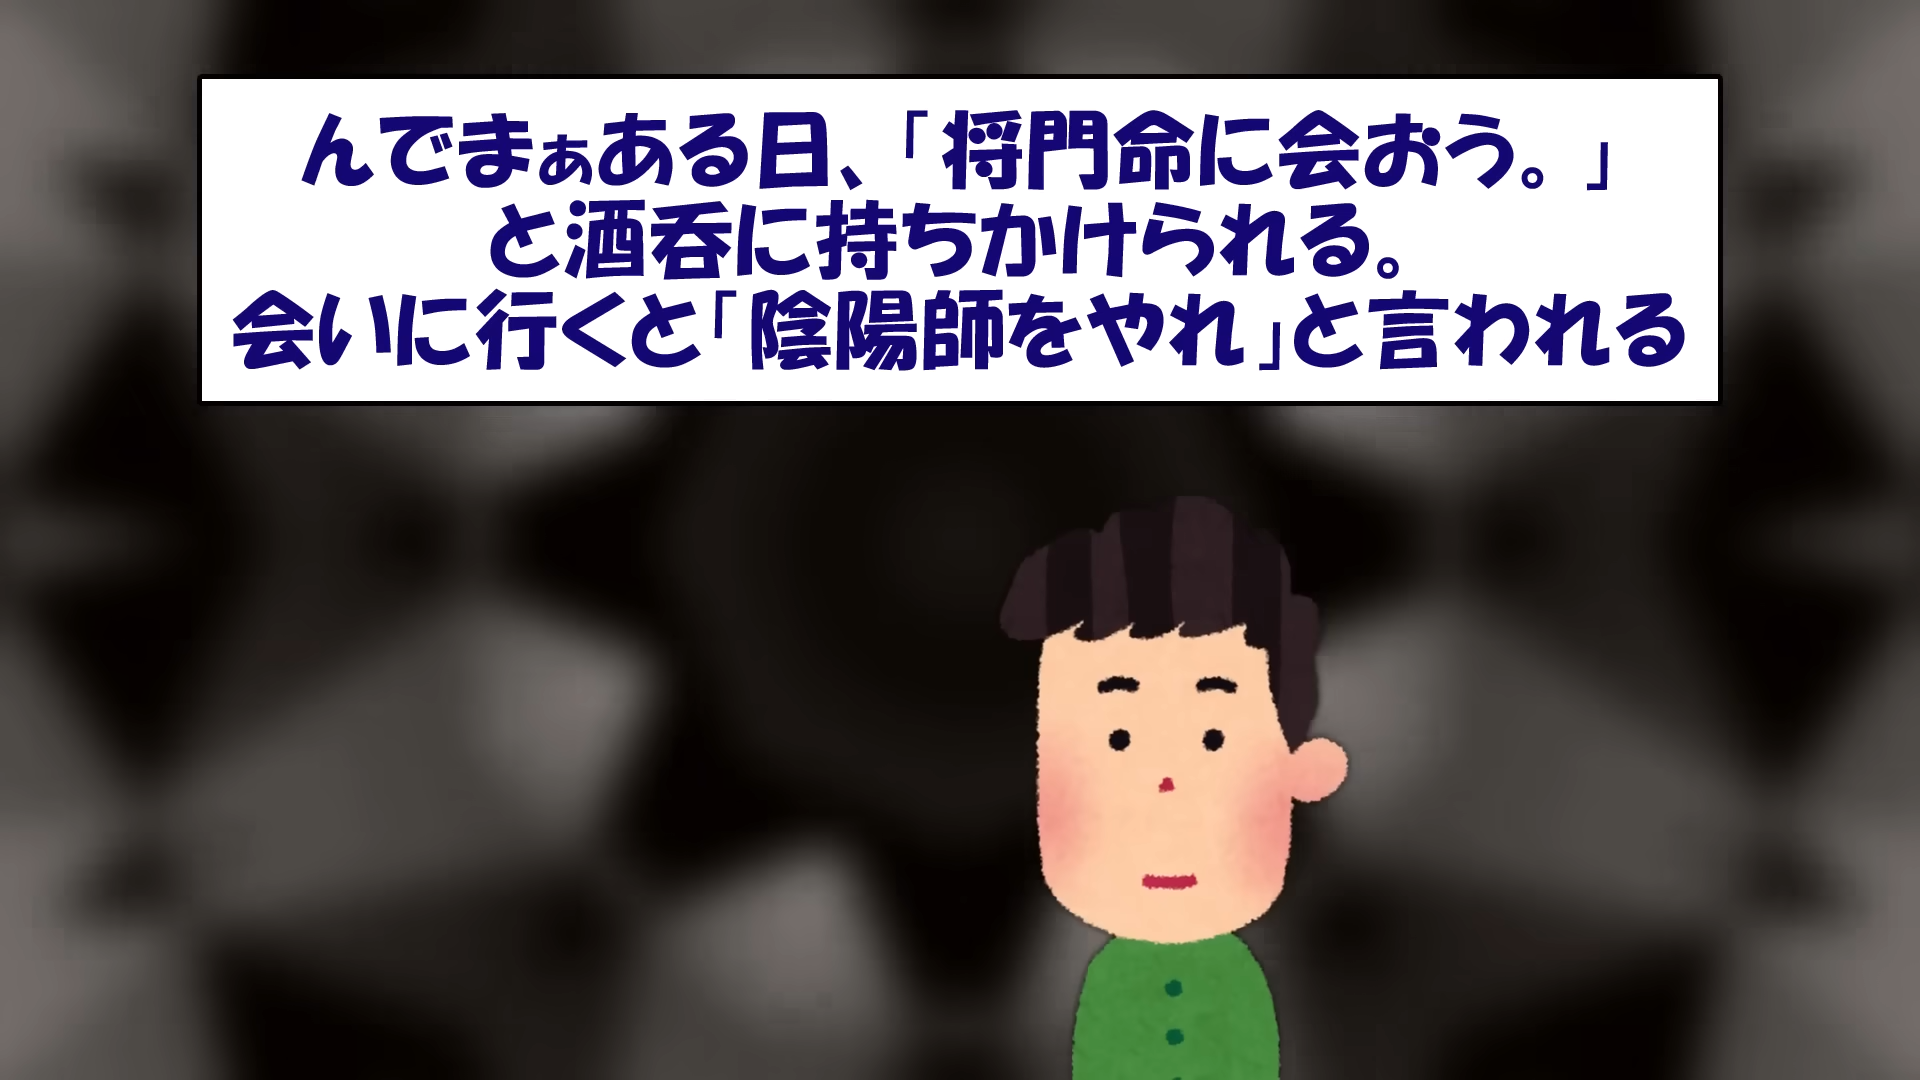 んでまぁある日、「将門命に会おう。」
と酒呑に持ちかけられる。
会いに行くと「陰陽師をやれ」と言われる